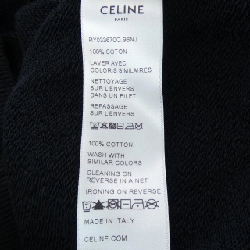 CELINE
PARIS
100% COTON
LAVER AVEC
COLORIS SIMILAIRES
NETTOYAGE
SUR L'ENVERS
DANS UN FILET
REPASSAGE
SUR L'ENVERS
100% COTTON
WASH WITH
SIMILAR COLORS
CLEANING ON
REVERSE IN A NET
IRONING ON REVERSE
MADE IN ITALY
CELINE.COM